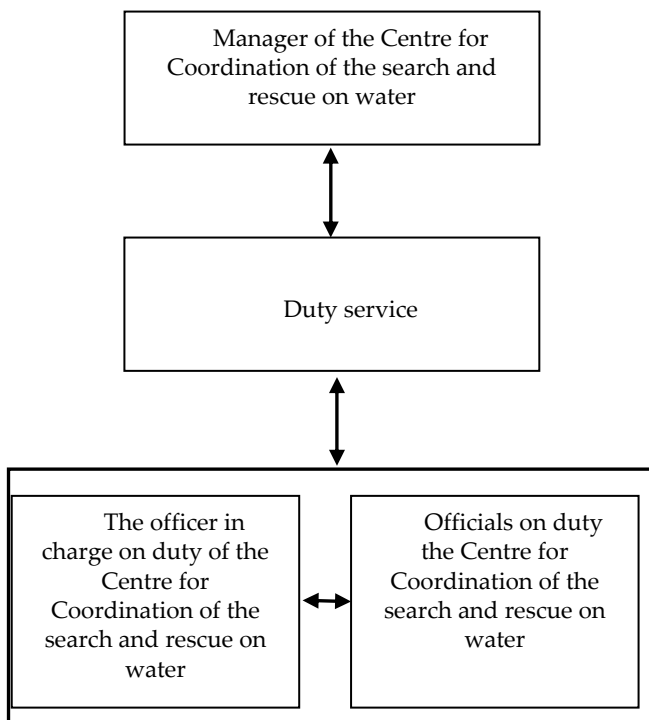 Manager of the Centre for
Coordination of the search and
rescue on water
Duty service
The officer in
charge on duty of the
Centre for
Coordination of the
search and rescue on
water
Officials on duty
the Centre for
Coordination of the
search and rescue on
water